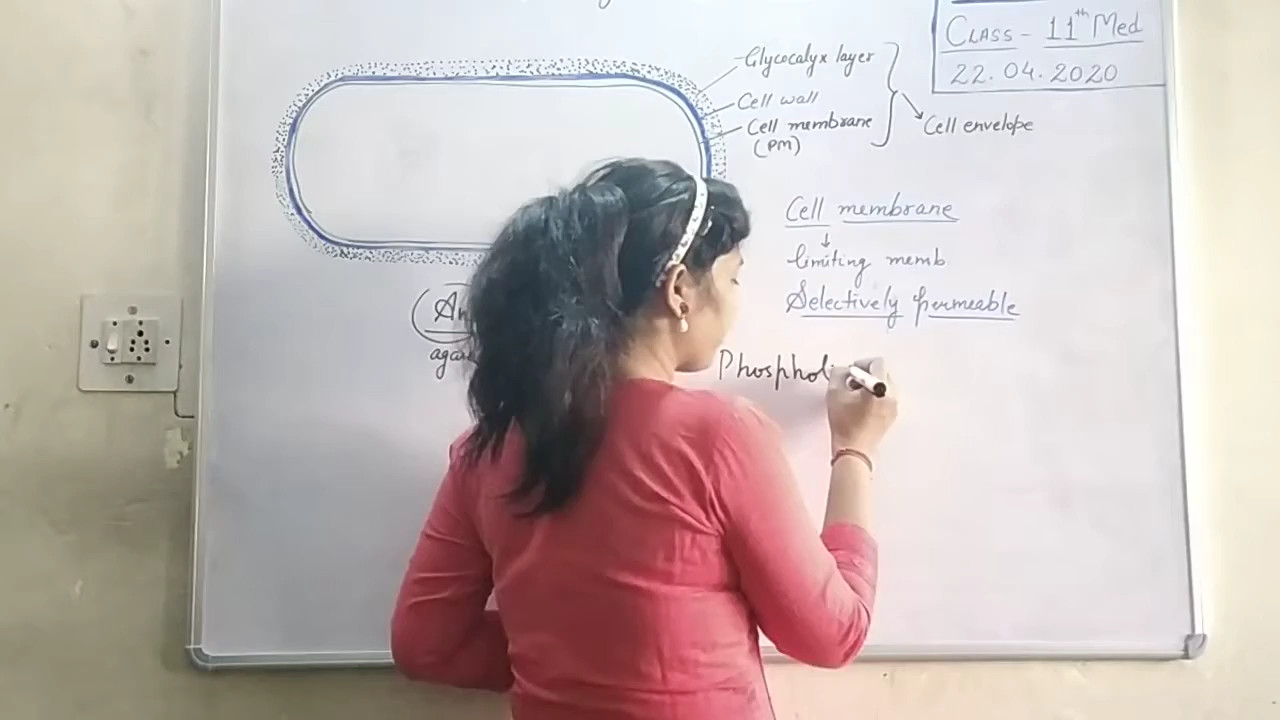 CLASS - 11th Med
22.04.2020
Glycocalyx layer
Cell wall
Cell membrane
(PM)
Cell envelope
Cell membrane
limiting memb
Selectively permeable